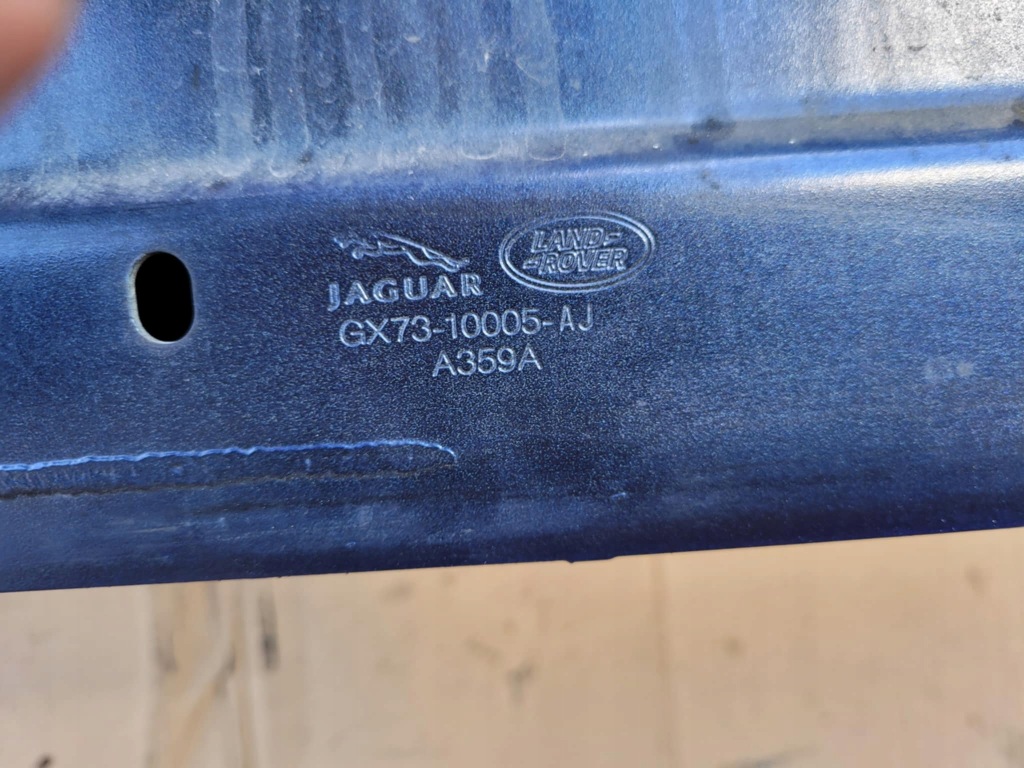 JAGUAR
LAND-
-ROVER
GX73-10005-AJ
A359A